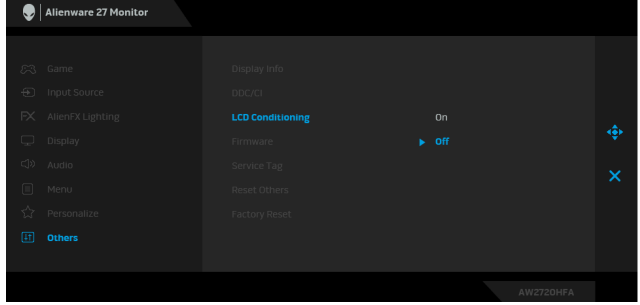 Alienware 27 Monitor
Game
Input Source
AlienFX Lighting
Display
Audio
Menu
Personalize
Others
Display Info
DDC/CI
LCD Conditioning On
Firmware Off
Service Tag
Reset Others
Factory Reset
AW2720HFA